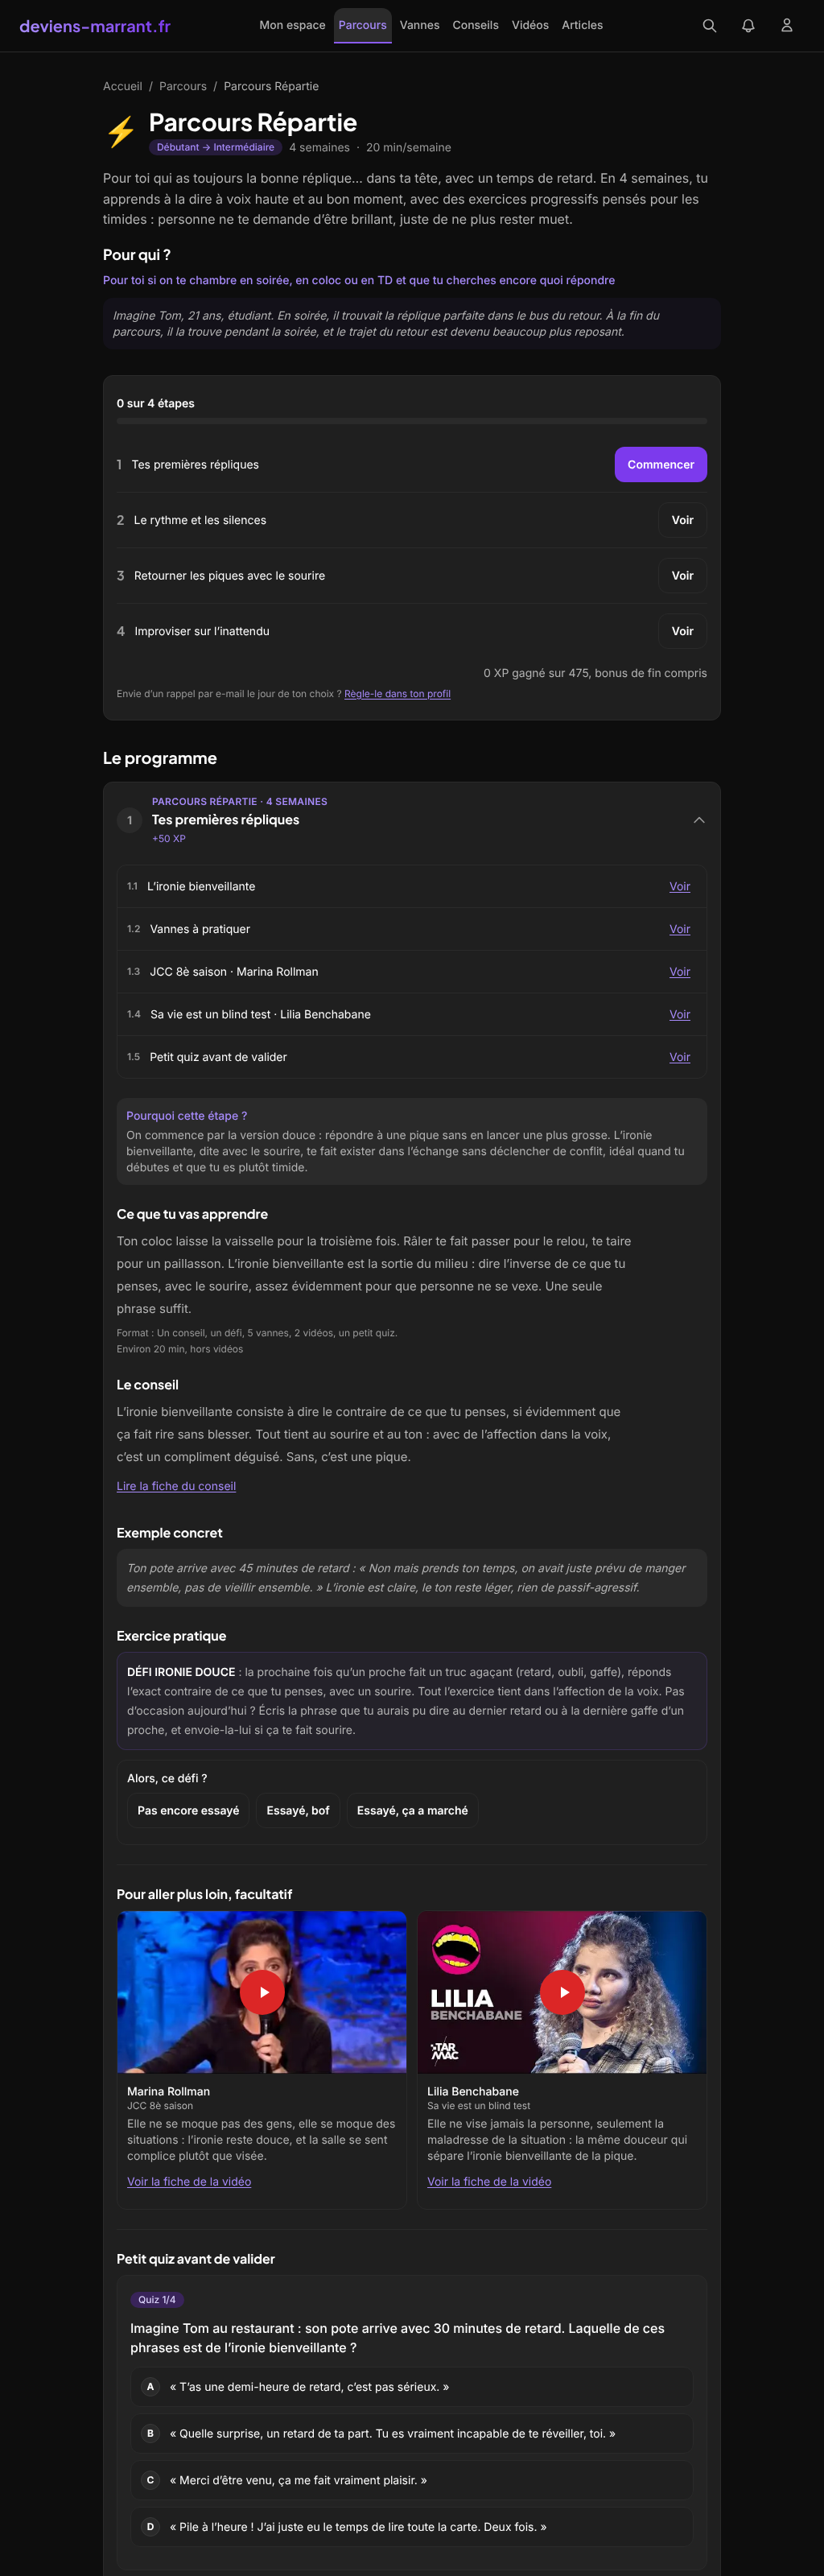 deviens-marrant.fr
Mon espace
Parcours
Vannes
Conseils
Vidéos
Articles
Accueil / Parcours / Parcours Répartie
Parcours Répartie
Débutant → Intermédiaire
4 semaines · 20 min/semaine
Pour toi qui as toujours la bonne réplique… dans ta tête, avec un temps de retard. En 4 semaines, tu
apprends à la dire à voix haute et au bon moment, avec des exercices progressifs pensés pour les
timides : personne ne te demande d’être brillant, juste de ne plus rester muet.
Pour qui ?
Pour toi si on te chambre en soirée, en coloc ou en TD et que tu cherches encore quoi répondre
Imagine Tom, 21 ans, étudiant. En soirée, il trouvait la réplique parfaite dans le bus du retour. À la fin du
parcours, il la trouve pendant la soirée, et le trajet du retour est devenu beaucoup plus reposant.
0 sur 4 étapes
1 Tes premières répliques
Commencer
2 Le rythme et les silences
Voir
3 Retourner les piques avec le sourire
Voir
4 Improviser sur l’inattendu
Voir
0 XP gagné sur 475, bonus de fin compris
Envie d’un rappel par e-mail le jour de ton choix ? Règle-le dans ton profil
Le programme
PARCOURS RÉPARTIE · 4 SEMAINES
1
Tes premières répliques
+50 XP
1.1 L’ironie bienveillante
Voir
1.2 Vannes à pratiquer
Voir
1.3 JCC 8è saison · Marina Rollman
Voir
1.4 Sa vie est un blind test · Lilia Benchabane
Voir
1.5 Petit quiz avant de valider
Voir
Pourquoi cette étape ?
On commence par la version douce : répondre à une pique sans en lancer une plus grosse. L’ironie
bienveillante, dite avec le sourire, te fait exister dans l’échange sans déclencher de conflit, idéal quand tu
débutes et que tu es plutôt timide.
Ce que tu vas apprendre
Ton coloc laisse la vaisselle pour la troisième fois. Râler te fait passer pour le relou, te taire
pour un paillasson. L’ironie bienveillante est la sortie du milieu : dire l’inverse de ce que tu
penses, avec le sourire, assez évidemment pour que personne ne se vexe. Une seule
phrase suffit.
Format : Un conseil, un défi, 5 vannes, 2 vidéos, un petit quiz.
Environ 20 min, hors vidéos
Le conseil
L’ironie bienveillante consiste à dire le contraire de ce que tu penses, si évidemment que
ça fait rire sans blesser. Tout tient au sourire et au ton : avec de l’affection dans la voix,
c’est un compliment déguisé. Sans, c’est une pique.
Lire la fiche du conseil
Exemple concret
Ton pote arrive avec 45 minutes de retard : « Non mais prends ton temps, on avait juste prévu de manger
ensemble, pas de vieillir ensemble. » L’ironie est claire, le ton reste léger, rien de passif-agressif.
Exercice pratique
DÉFI IRONIE DOUCE : la prochaine fois qu’un proche fait un truc agaçant (retard, oubli, gaffe), réponds
l’exact contraire de ce que tu penses, avec un sourire. Tout l’exercice tient dans l’affection de la voix. Pas
d’occasion aujourd’hui ? Écris la phrase que tu aurais pu dire au dernier retard ou à la dernière gaffe d’un
proche, et envoie-la-lui si ça te fait sourire.
Alors, ce défi ?
Pas encore essayé
Essayé, bof
Essayé, ça a marché
Pour aller plus loin, facultatif
LILIA
BENCHABANE
TAR
MAC
Marina Rollman
JCC 8è saison
Elle ne se moque pas des gens, elle se moque des
situations : l’ironie reste douce, et la salle se sent
complice plutôt que visée.
Voir la fiche de la vidéo
Lilia Benchabane
Sa vie est un blind test
Elle ne vise jamais la personne, seulement la
maladresse de la situation : la même douceur qui
sépare l’ironie bienveillante de la pique.
Voir la fiche de la vidéo
Petit quiz avant de valider
Quiz 1/4
Imagine Tom au restaurant : son pote arrive avec 30 minutes de retard. Laquelle de ces
phrases est de l’ironie bienveillante ?
A « T’as une demi-heure de retard, c’est pas sérieux. »
B « Quelle surprise, un retard de ta part. Tu es vraiment incapable de te réveiller, toi. »
C « Merci d’être venu, ça me fait vraiment plaisir. »
D « Pile à l’heure ! J’ai juste eu le temps de lire toute la carte. Deux fois. »